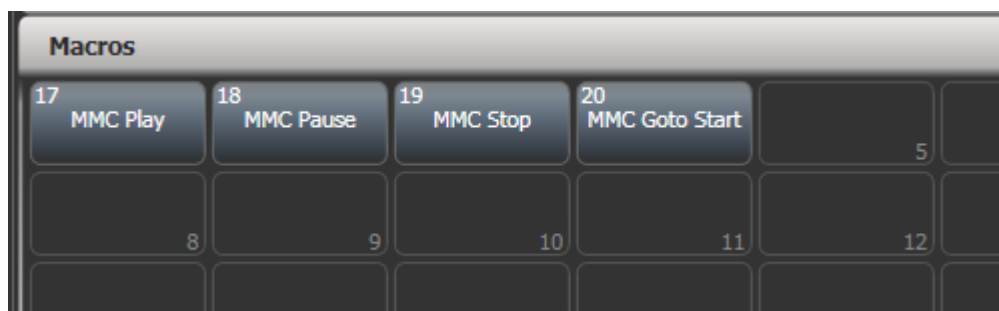 Macros
17
MMC Play
18
MMC Pause
19
MMC Stop
20
MMC Goto Start
5
8
9
10
11
12